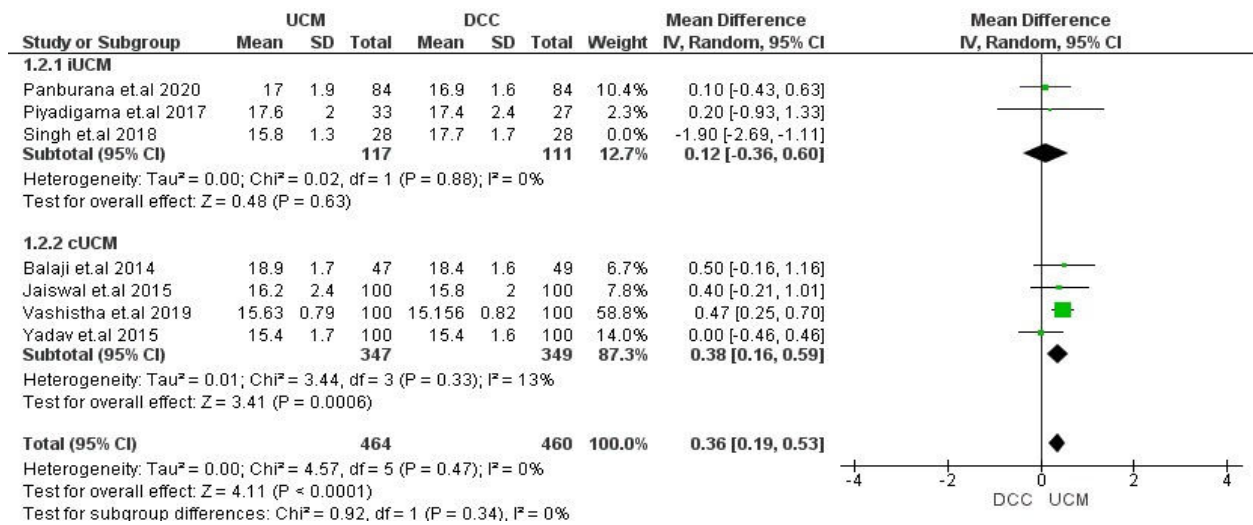 UCM DCC Mean Difference Mean Difference
Study or Subgroup Mean SD Total Mean SD Total Weight IV, Random, 95% CI IV, Random, 95% CI
1.2.1 iUCM
Panburana et.al 2020 17 1.9 84 16.9 1.6 84 10.4% 0.10 [-0.43, 0.63]
Piyadigama et.al 2017 17.6 2 33 17.4 2.4 27 2.3% 0.20 [-0.93, 1.33]
Singh et.al 2018 15.8 1.3 28 17.7 1.7 28 0.0% -1.90 [-2.69, -1.11]
Subtotal (95% CI) 117 111 12.7% 0.12 [-0.36, 0.60]
Heterogeneity: Tau² = 0.00; Chi² = 0.02, df = 1 (P = 0.88); I² = 0%
Test for overall effect: Z = 0.48 (P = 0.63)
1.2.2 cUCM
Balaji et.al 2014 18.9 1.7 47 18.4 1.6 49 6.7% 0.50 [-0.16, 1.16]
Jaiswal et.al 2015 16.2 2.4 100 15.8 2 100 7.8% 0.40 [-0.21, 1.01]
Vashistha et.al 2019 15.63 0.79 100 15.156 0.82 100 58.8% 0.47 [0.25, 0.70]
Yadav et.al 2015 15.4 1.7 100 15.4 1.6 100 14.0% 0.00 [-0.46, 0.46]
Subtotal (95% CI) 347 349 87.3% 0.38 [0.16, 0.59]
Heterogeneity: Tau² = 0.01; Chi² = 3.44, df = 3 (P = 0.33); I² = 13%
Test for overall effect: Z = 3.41 (P = 0.0006)
Total (95% CI) 464 460 100.0% 0.36 [0.19, 0.53]
Heterogeneity: Tau² = 0.00; Chi² = 4.57, df = 5 (P = 0.47); I² = 0%
Test for overall effect: Z = 4.11 (P < 0.0001)
Test for subgroup differences: Chi² = 0.92, df = 1 (P = 0.34), I² = 0%
-4 -2 0 2 4
DCC UCM